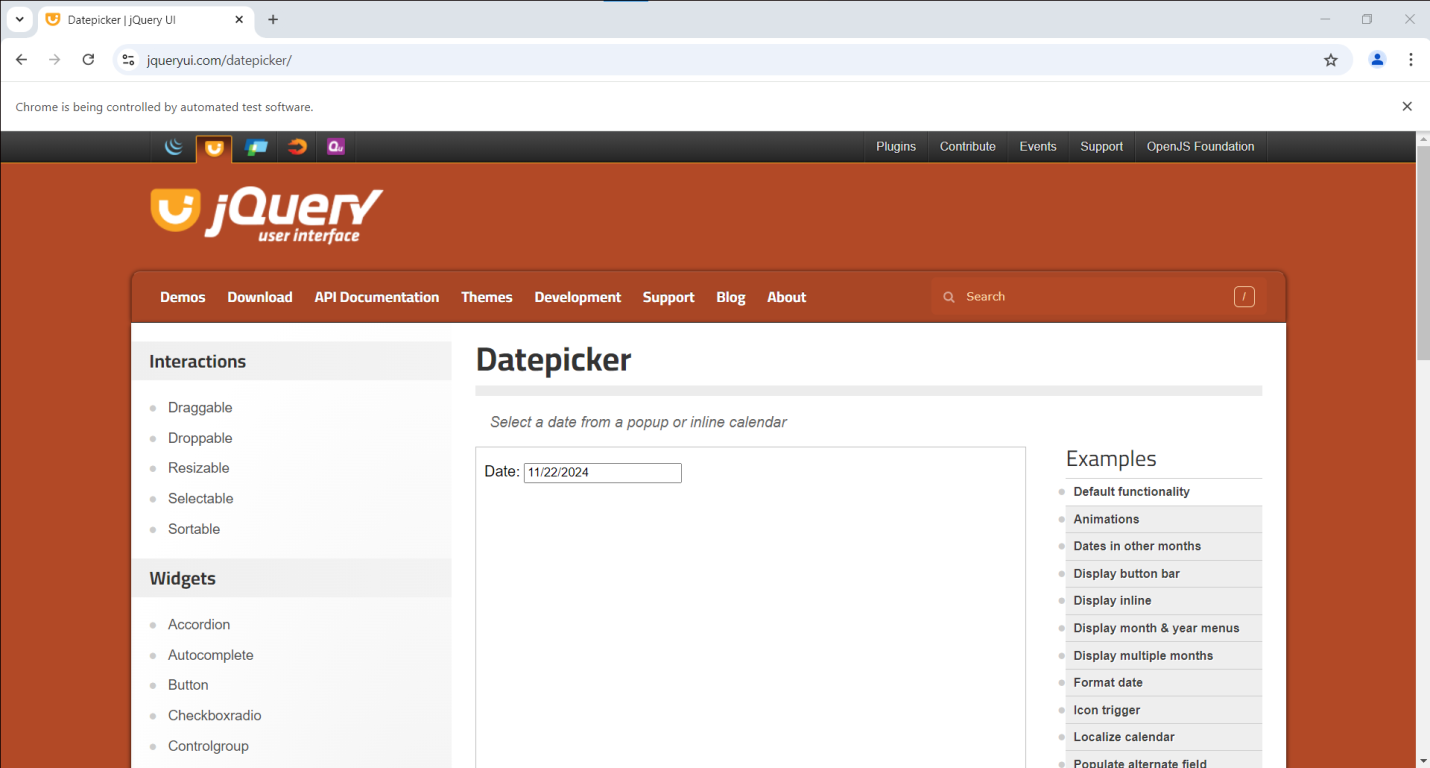 Datepicker | jQuery UI
jqueryui.com/datepicker/
Chrome is being controlled by automated test software.
Plugins Contribute Events Support OpenJS Foundation
jQuery
user interface
Demos Download API Documentation Themes Development Support Blog About Search /
Interactions
Draggable
Droppable
Resizable
Selectable
Sortable
Widgets
Accordion
Autocomplete
Button
Checkboxradio
Controlgroup
Datepicker
Select a date from a popup or inline calendar
Date: 11/22/2024
Examples
Default functionality
Animations
Dates in other months
Display button bar
Display inline
Display month & year menus
Display multiple months
Format date
Icon trigger
Localize calendar
Populate alternate field